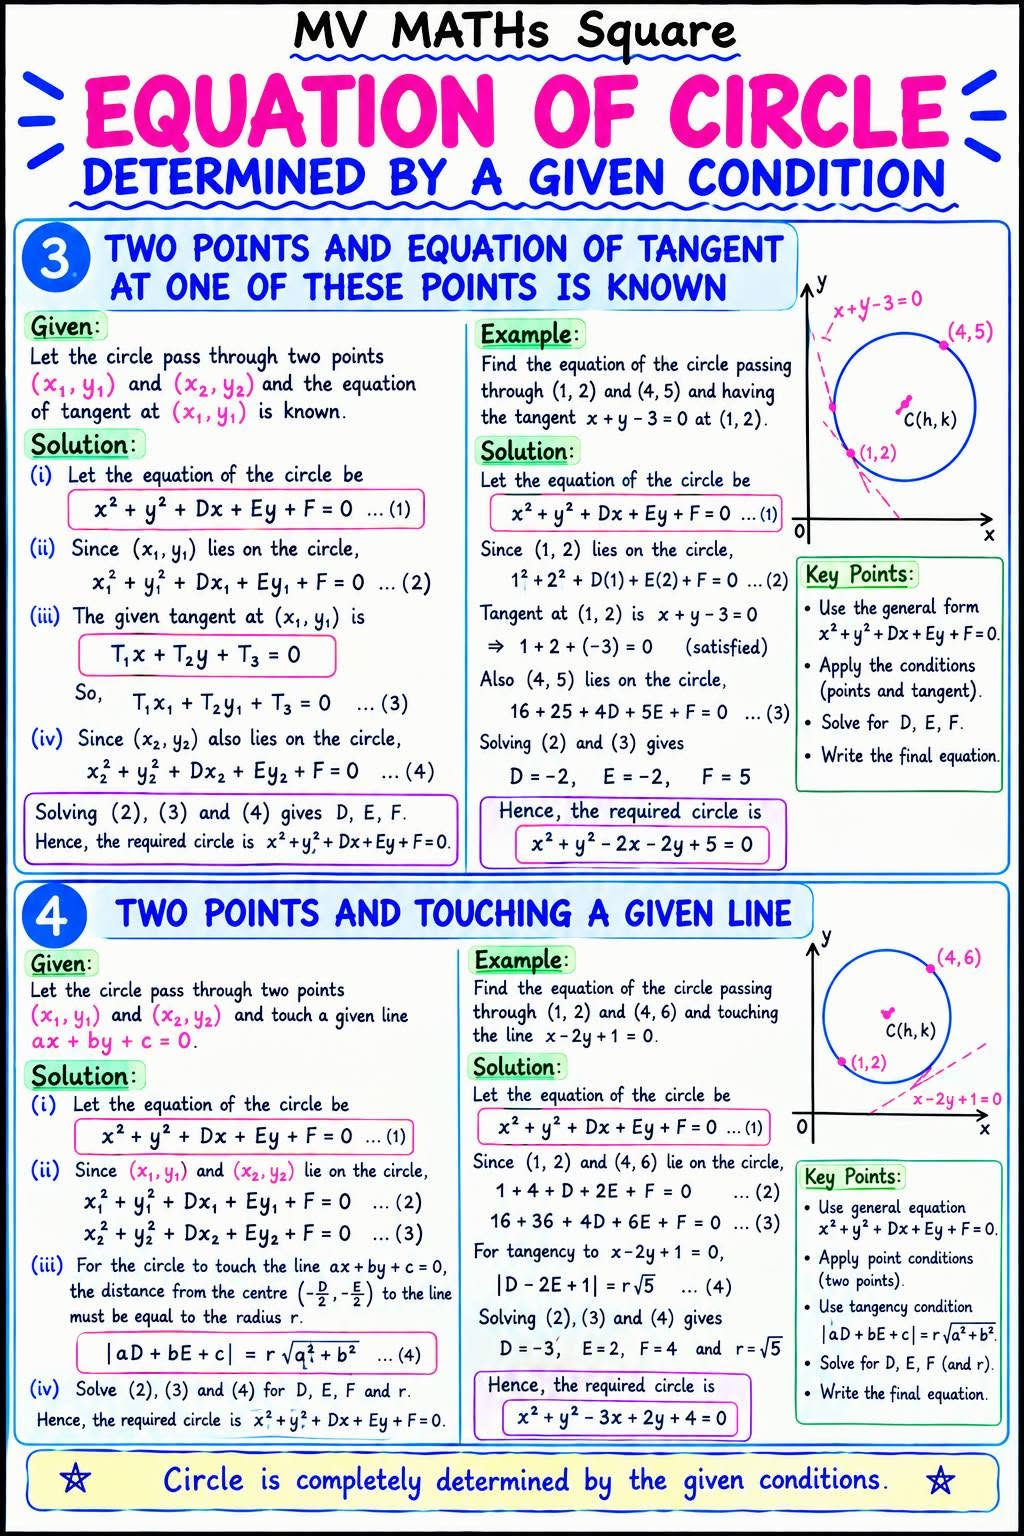 MV MATHs Square
EQUATION OF CIRCLE
DETERMINED BY A GIVEN CONDITION
3
TWO POINTS AND EQUATION OF TANGENT
AT ONE OF THESE POINTS IS KNOWN
Given:
Let the circle pass through two points
(x₁, y₁) and (x₂, y₂) and the equation
of tangent at (x₁, y₁) is known.
Solution:
(i) Let the equation of the circle be
x² + y² + Dx + Ey + F = 0 ... (1)
(ii) Since (x₁, y₁) lies on the circle,
x₁² + y₁² + Dx₁ + Ey₁ + F = 0 ... (2)
(iii) The given tangent at (x₁, y₁) is
T₁x + T₂y + T₃ = 0
So, T₁x₁ + T₂y₁ + T₃ = 0 ... (3)
(iv) Since (x₂, y₂) also lies on the circle,
x₂² + y₂² + Dx₂ + Ey₂ + F = 0 ... (4)
Solving (2), (3) and (4) gives D, E, F.
Hence, the required circle is x² + y² + Dx + Ey + F = 0.
Example:
Find the equation of the circle passing
through (1, 2) and (4, 5) and having
the tangent x + y - 3 = 0 at (1, 2).
Solution:
Let the equation of the circle be
x² + y² + Dx + Ey + F = 0 ... (1)
Since (1, 2) lies on the circle,
1² + 2² + D(1) + E(2) + F = 0 ... (2)
Tangent at (1, 2) is x + y - 3 = 0
⇒ 1 + 2 + (-3) = 0 (satisfied)
Also (4, 5) lies on the circle,
16 + 25 + 4D + 5E + F = 0 ... (3)
Solving (2) and (3) gives
D = -2, E = -2, F = 5
Hence, the required circle is
x² + y² - 2x - 2y + 5 = 0
y
x + y - 3 = 0
(4, 5)
C(h, k)
(1, 2)
0
x
Key Points:
• Use the general form
x² + y² + Dx + Ey + F = 0.
• Apply the conditions
(points and tangent).
• Solve for D, E, F.
• Write the final equation.
4
TWO POINTS AND TOUCHING A GIVEN LINE
Given:
Let the circle pass through two points
(x₁, y₁) and (x₂, y₂) and touch a given line
ax + by + c = 0.
Solution:
(i) Let the equation of the circle be
x² + y² + Dx + Ey + F = 0 ... (1)
(ii) Since (x₁, y₁) and (x₂, y₂) lie on the circle,
x₁² + y₁² + Dx₁ + Ey₁ + F = 0 ... (2)
x₂² + y₂² + Dx₂ + Ey₂ + F = 0 ... (3)
(iii) For the circle to touch the line ax + by + c = 0,
the distance from the centre (-D/2, -E/2) to the line
must be equal to the radius r.
|aD + bE + c| = r √a² + b² ... (4)
(iv) Solve (2), (3) and (4) for D, E, F and r.
Hence, the required circle is x² + y² + Dx + Ey + F = 0.
Example:
Find the equation of the circle passing
through (1, 2) and (4, 6) and touching
the line x - 2y + 1 = 0.
Solution:
Let the equation of the circle be
x² + y² + Dx + Ey + F = 0 ... (1)
Since (1, 2) and (4, 6) lie on the circle,
1 + 4 + D + 2E + F = 0 ... (2)
16 + 36 + 4D + 6E + F = 0 ... (3)
For tangency to x - 2y + 1 = 0,
|D - 2E + 1| = r√5 ... (4)
Solving (2), (3) and (4) gives
D = -3, E = 2, F = 4 and r = √5
Hence, the required circle is
x² + y² - 3x + 2y + 4 = 0
y
(4, 6)
C(h, k)
(1, 2)
x - 2y + 1 = 0
0
x
Key Points:
• Use general equation
x² + y² + Dx + Ey + F = 0.
• Apply point conditions
(two points).
• Use tangency condition
|aD + bE + c| = r√a² + b².
• Solve for D, E, F (and r).
• Write the final equation.
Circle is completely determined by the given conditions.